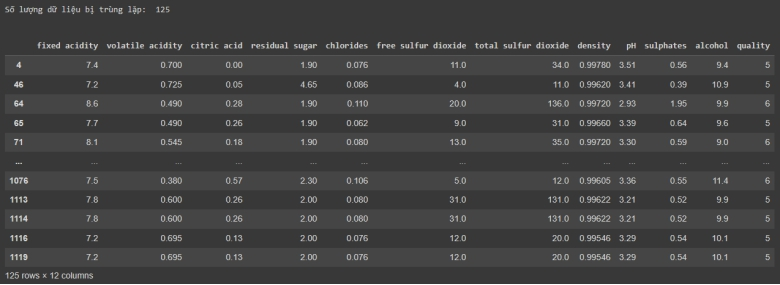 Số lượng dữ liệu bị trùng lặp: 125
fixed acidity volatile acidity citric acid residual sugar chlorides free sulfur dioxide total sulfur dioxide density pH sulphates alcohol quality
4 7.4 0.700 0.00 1.90 0.076 11.0 34.0 0.99780 3.51 0.56 9.4 5
46 7.2 0.725 0.05 4.65 0.086 4.0 11.0 0.99620 3.41 0.39 10.9 5
64 8.6 0.490 0.28 1.90 0.110 20.0 136.0 0.99720 2.93 1.95 9.9 6
65 7.7 0.490 0.26 1.90 0.062 9.0 31.0 0.99660 3.39 0.64 9.6 5
71 8.1 0.545 0.18 1.90 0.080 13.0 35.0 0.99720 3.30 0.59 9.0 6
... ... ... ... ... ... ... ... ... ... ... ... ...
1076 7.5 0.380 0.57 2.30 0.106 5.0 12.0 0.99605 3.36 0.55 11.4 6
1113 7.8 0.600 0.26 2.00 0.080 31.0 131.0 0.99622 3.21 0.52 9.9 5
1114 7.8 0.600 0.26 2.00 0.080 31.0 131.0 0.99622 3.21 0.52 9.9 5
1116 7.2 0.695 0.13 2.00 0.076 12.0 20.0 0.99546 3.29 0.54 10.1 5
1119 7.2 0.695 0.13 2.00 0.076 12.0 20.0 0.99546 3.29 0.54 10.1 5
125 rows × 12 columns